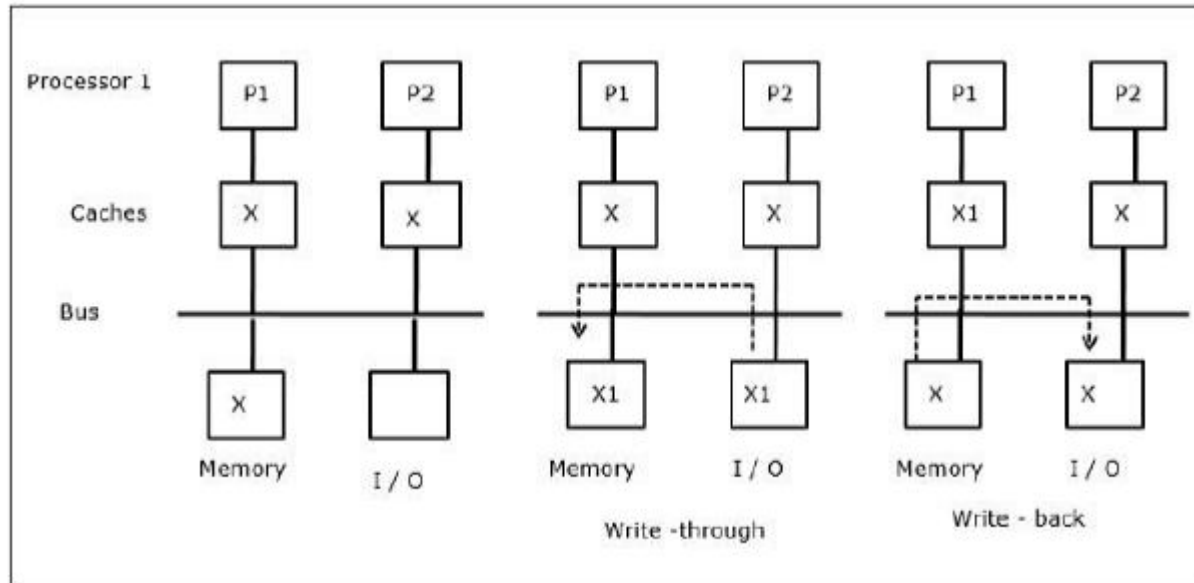 Processor 1 P1 P2 P1 P2 P1 P2
Caches X X X X X1 X
Bus
X X1 X1 X X
Memory I / O Memory I / O Memory I / O
Write -through Write - back